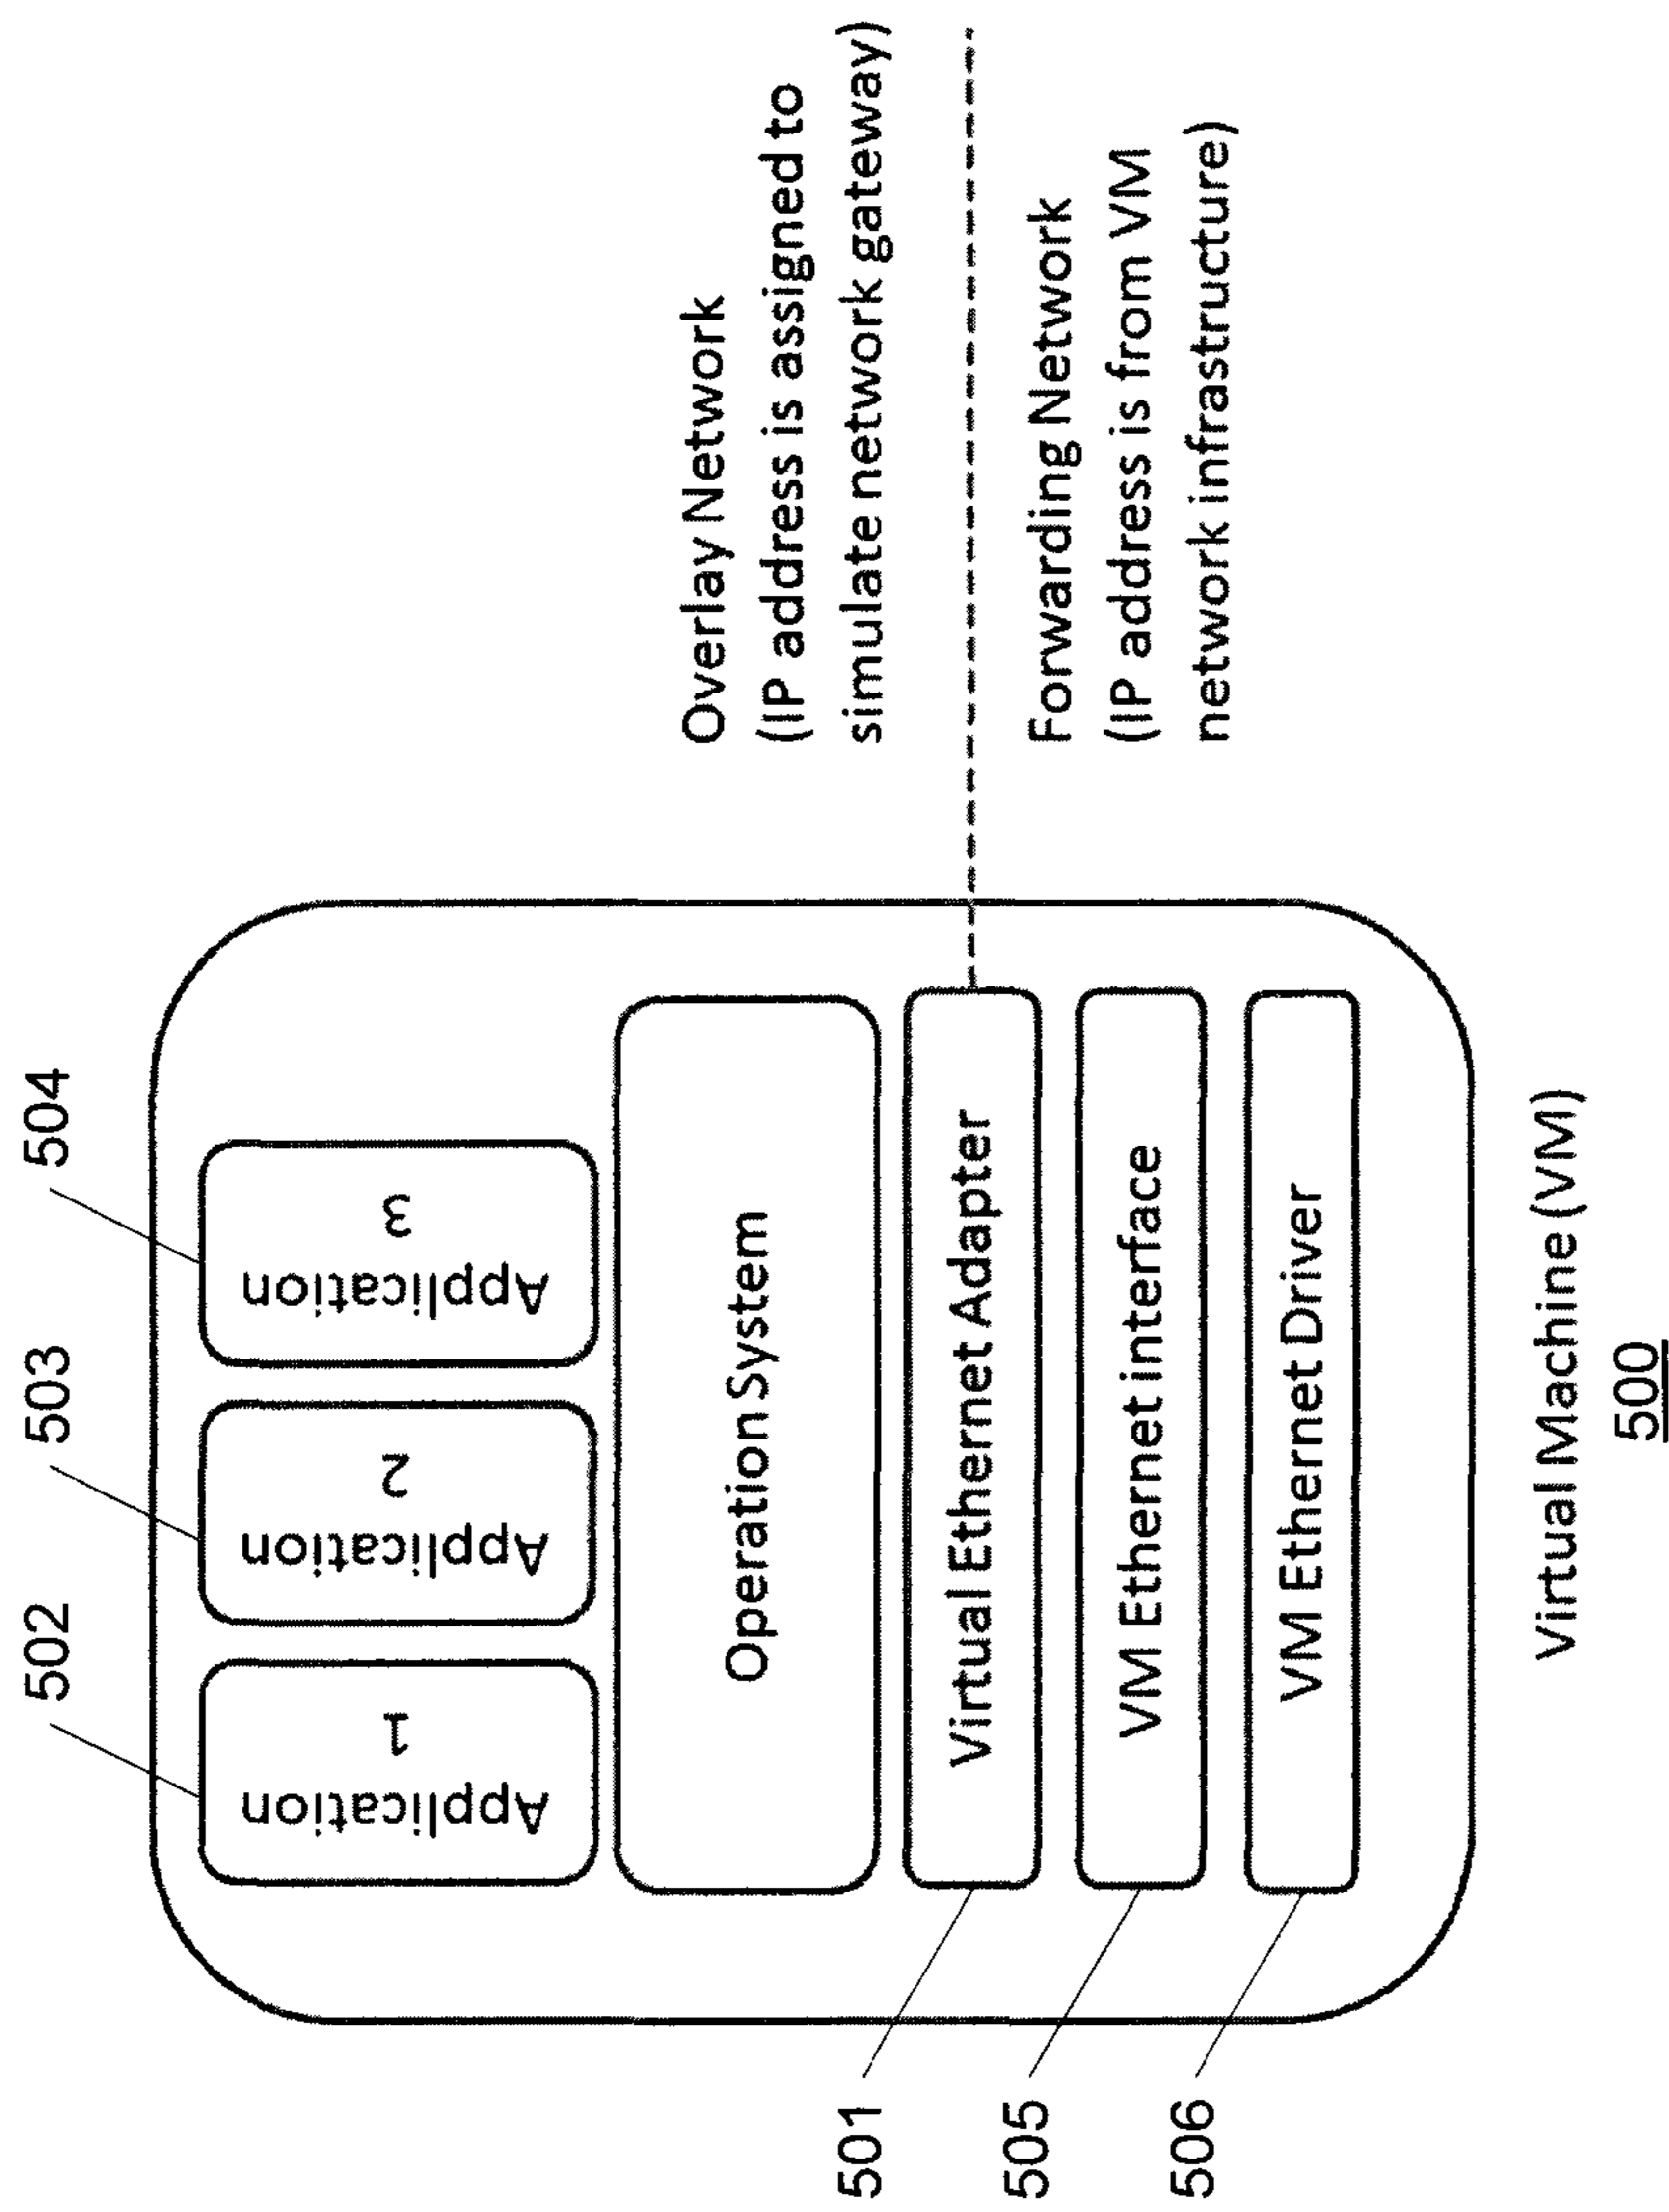 502
503
504
Application
1
Application
2
Application
3
Operation System
Virtual Ethernet Adapter
VM Ethernet interface
VM Ethernet Driver
501
505
506
Overlay Network
(IP address is assigned to
simulate network gateway)
Forwarding Network
(IP address is from VM
network infrastructure)
Virtual Machine (VM)
500